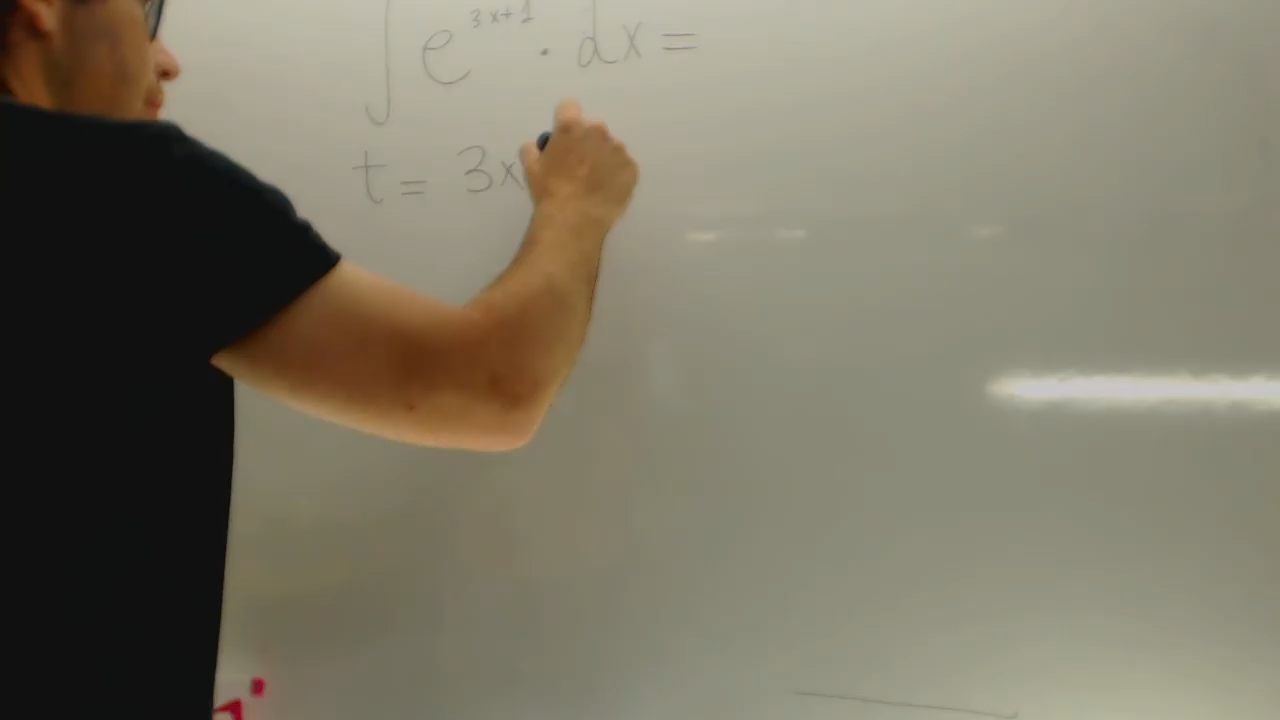 ∫ e^{3x+1} · dx =
t = 3x